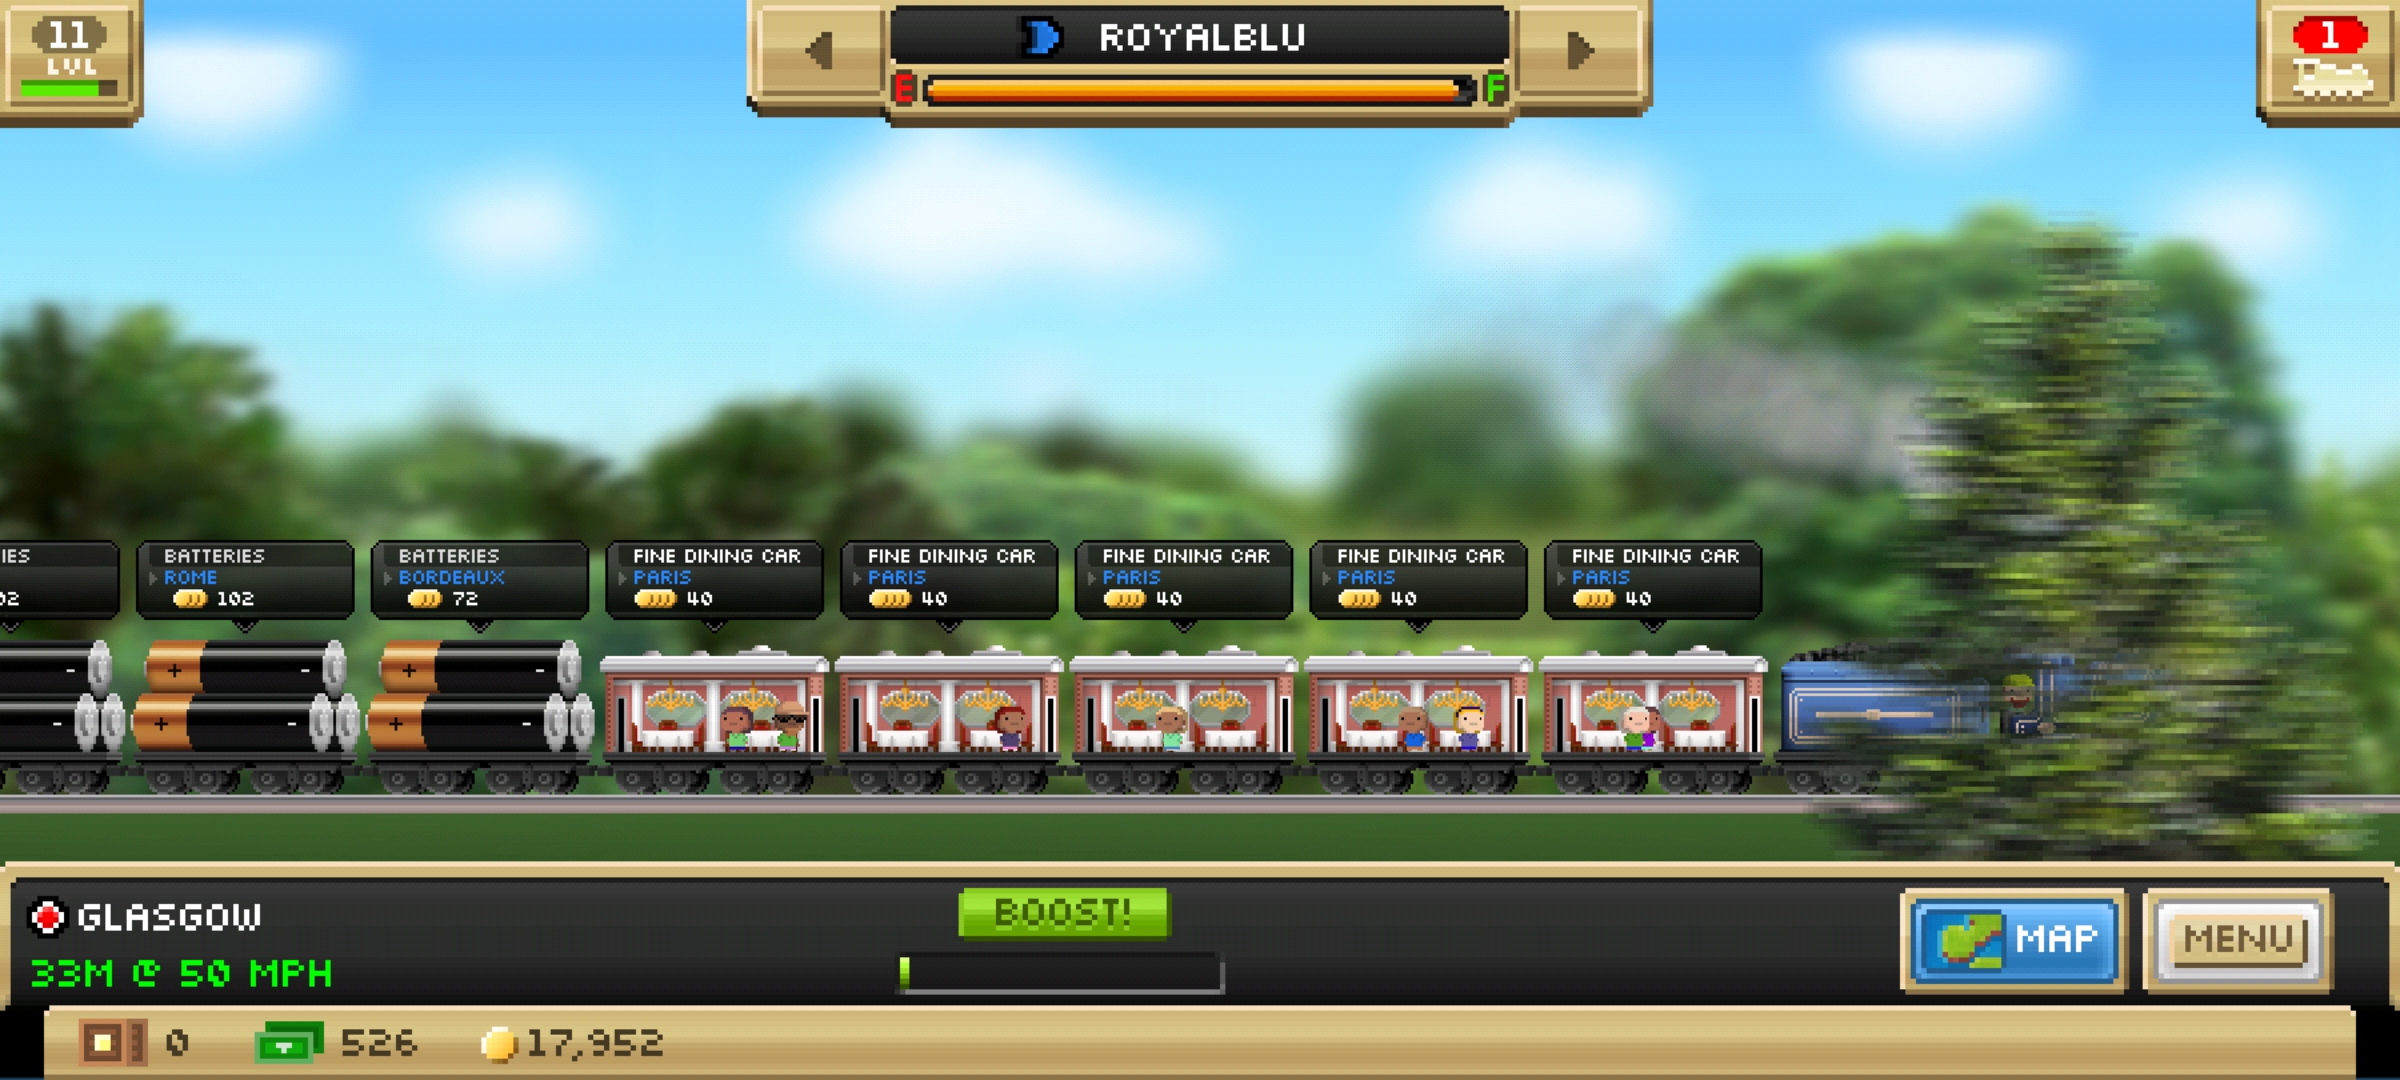 11
LVL
ROYALBLU
E
F
1
IES
02
BATTERIES
ROME
102
BATTERIES
BORDEAUX
72
FINE DINING CAR
PARIS
40
FINE DINING CAR
PARIS
40
FINE DINING CAR
PARIS
40
FINE DINING CAR
PARIS
40
FINE DINING CAR
PARIS
40
GLASGOW
33M @ 50 MPH
BOOST!
MAP
MENU
0
526
17,952